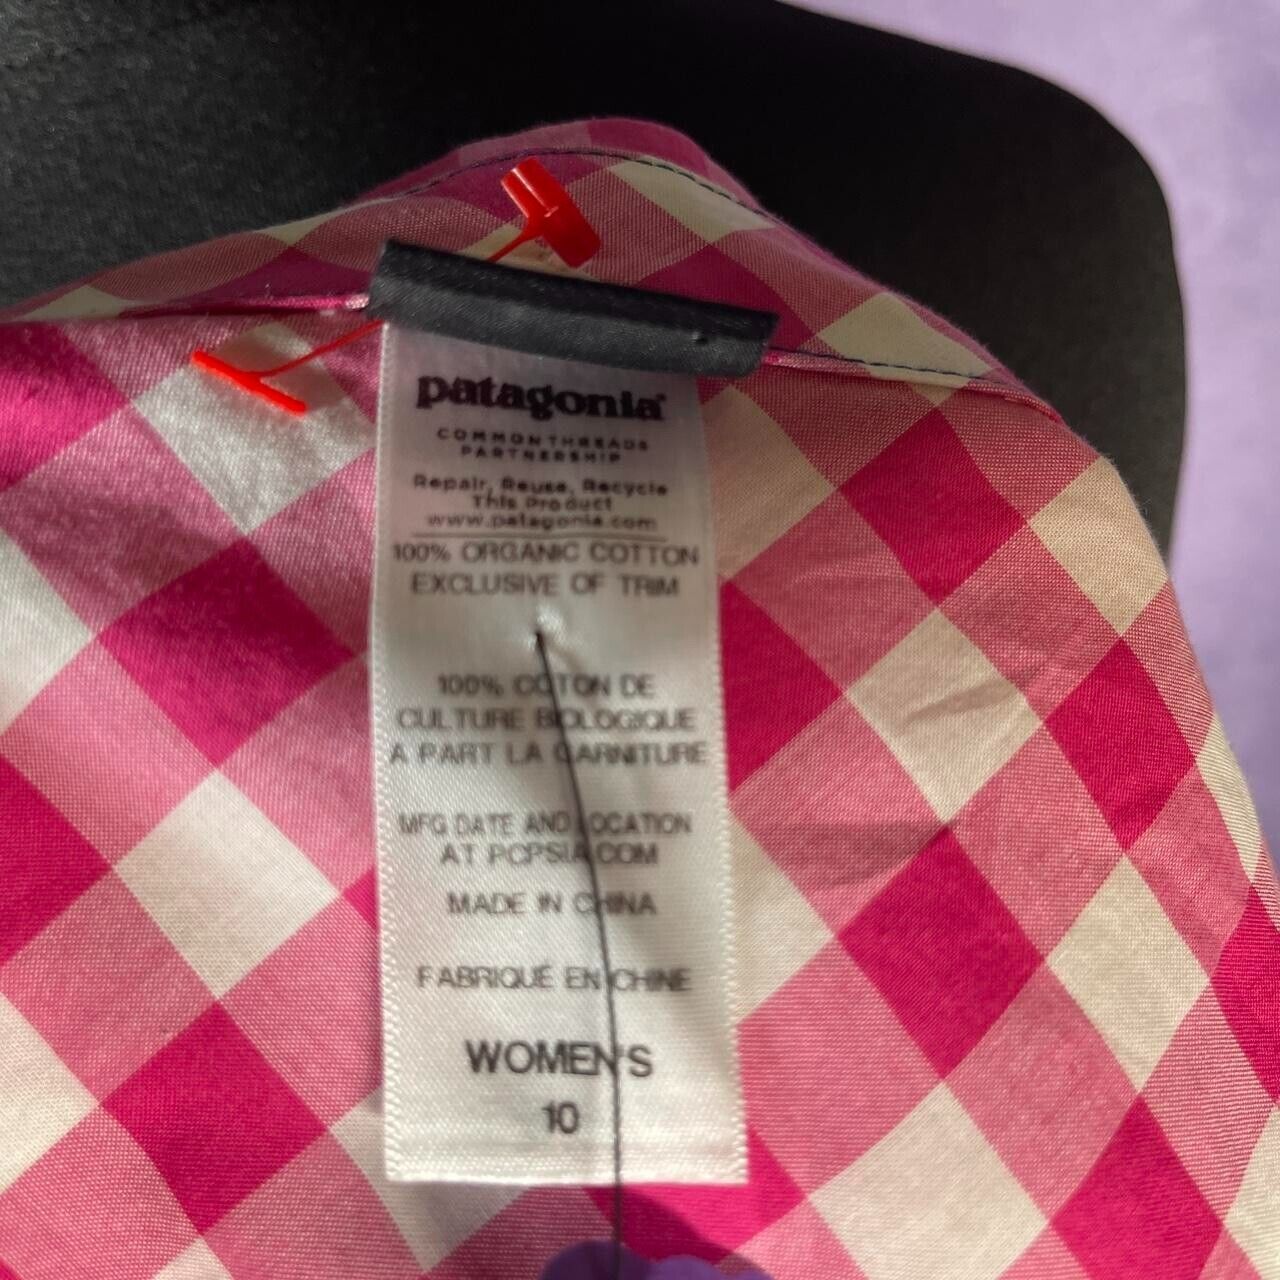 patagonia®
COMMON THREADS
PARTNERSHIP
Repair, Reuse, Recycle
This Product
www.patagonia.com
100% ORGANIC COTTON
EXCLUSIVE OF TRIM
100% COTON DE
CULTURE BIOLOGIQUE
A PART LA GARNITURE
MFG DATE AND LOCATION
AT PCPSIA.COM
MADE IN CHINA
FABRIQUÉ EN CHINE
WOMEN'S
10